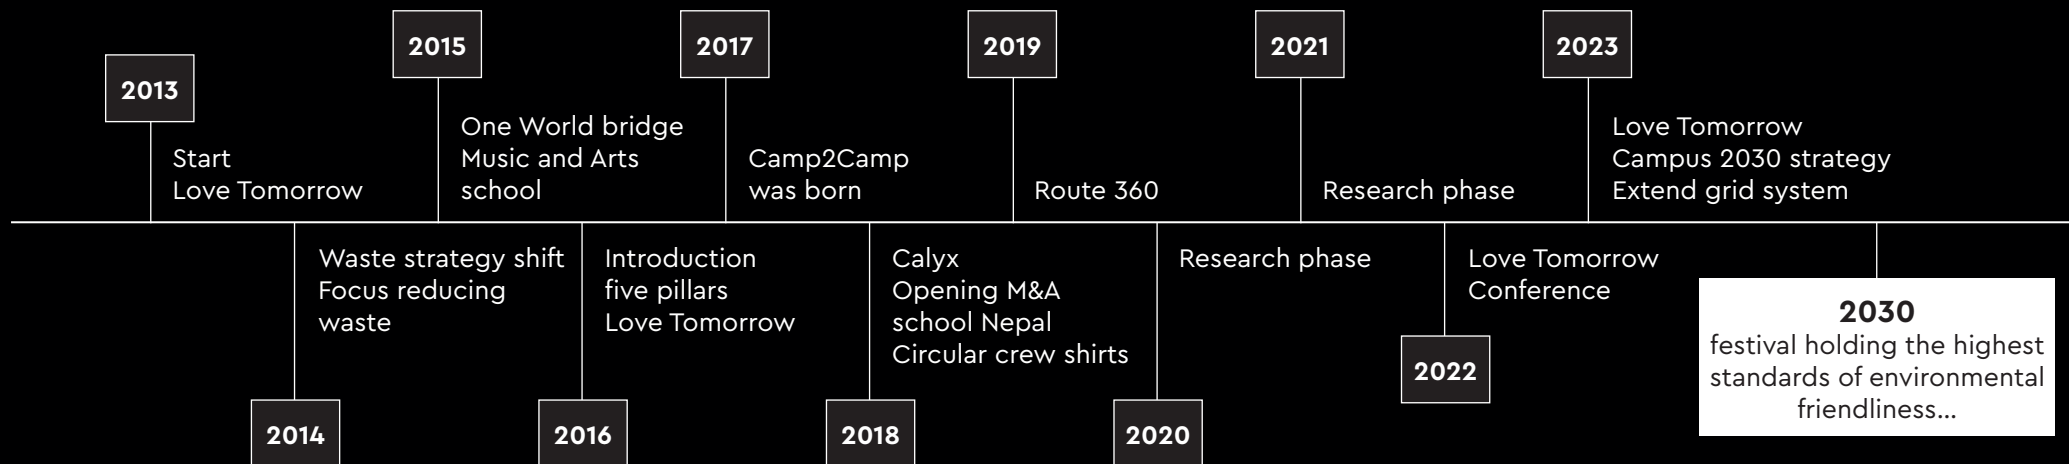 2013
Start
Love Tomorrow
2014
Waste strategy shift
Focus reducing
waste
2015
One World bridge
Music and Arts
school
2016
Introduction
five pillars
Love Tomorrow
2017
Camp2Camp
was born
2018
Calyx
Opening M&A
school Nepal
Circular crew shirts
2019
Route 360
2020
Research phase
2021
Research phase
2022
Love Tomorrow
Conference
2023
Love Tomorrow
Campus 2030 strategy
Extend grid system
2030
festival holding the highest
standards of environmental
friendliness...